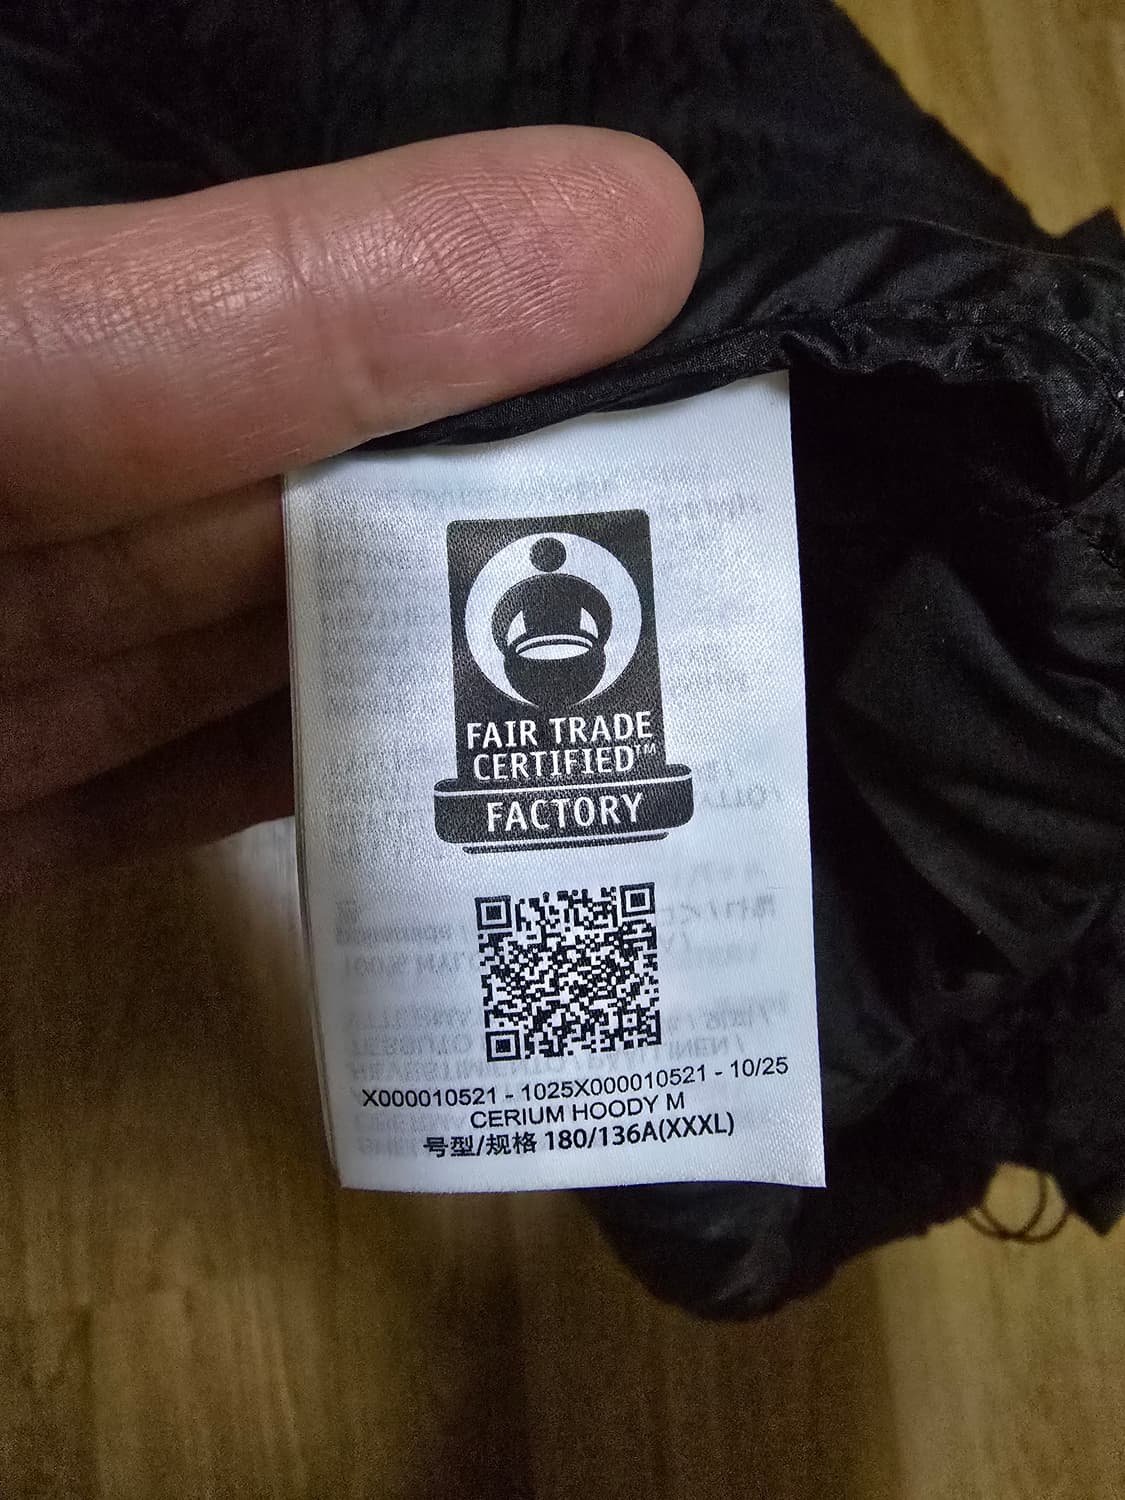 FAIR TRADE
CERTIFIED™
FACTORY
X000010521 - 1025X000010521 - 10/25
CERIUM HOODY M
号型/规格 180/136A(XXXL)